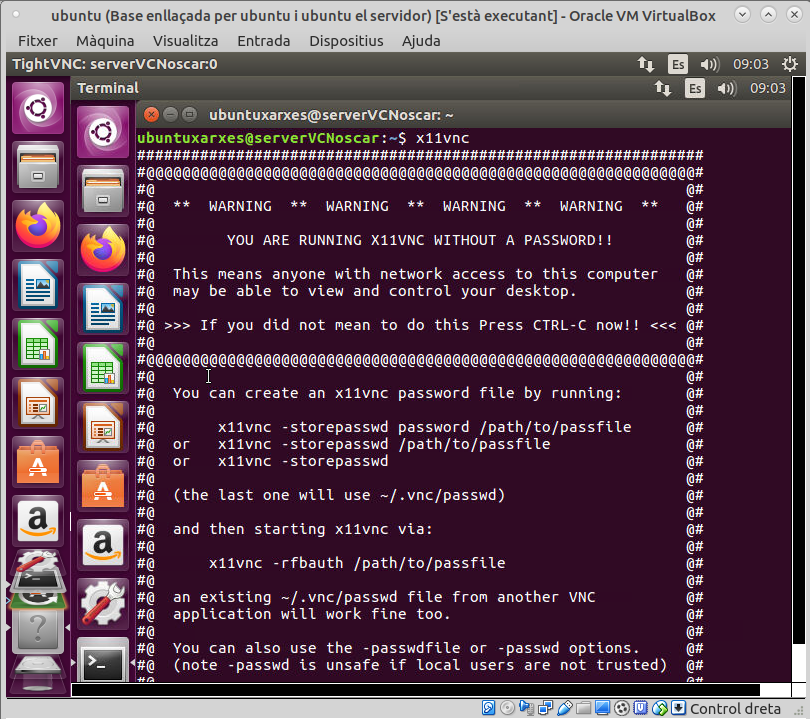 ubuntu (Base enllaçada per ubuntu i ubuntu el servidor) [S'està executant] - Oracle VM VirtualBox
Fitxer Màquina Visualitza Entrada Dispositius Ajuda
TightVNC: serverVCNoscar:0 Es 09:03
Terminal Es 09:03
ubuntuxarxes@serverVCNoscar: ~
ubuntuxarxes@serverVCNoscar:~$ x11vnc
###############################################################
#@@@@@@@@@@@@@@@@@@@@@@@@@@@@@@@@@@@@@@@@@@@@@@@@@@@@@@@@@@@@@#
#@ @#
#@ ** WARNING ** WARNING ** WARNING ** WARNING ** @#
#@ @#
#@ YOU ARE RUNNING X11VNC WITHOUT A PASSWORD!! @#
#@ @#
#@ This means anyone with network access to this computer @#
#@ may be able to view and control your desktop. @#
#@ @#
#@ >>> If you did not mean to do this Press CTRL-C now!! <<< @#
#@ @#
#@@@@@@@@@@@@@@@@@@@@@@@@@@@@@@@@@@@@@@@@@@@@@@@@@@@@@@@@@@@@@#
#@ @#
#@ You can create an x11vnc password file by running: @#
#@ @#
#@ x11vnc -storepasswd password /path/to/passfile @#
#@ or x11vnc -storepasswd /path/to/passfile @#
#@ or x11vnc -storepasswd @#
#@ @#
#@ (the last one will use ~/.vnc/passwd) @#
#@ @#
#@ and then starting x11vnc via: @#
#@ @#
#@ x11vnc -rfbauth /path/to/passfile @#
#@ @#
#@ an existing ~/.vnc/passwd file from another VNC @#
#@ application will work fine too. @#
#@ @#
#@ You can also use the -passwdfile or -passwd options. @#
#@ (note -passwd is unsafe if local users are not trusted) @#
#@ @#
Control dreta